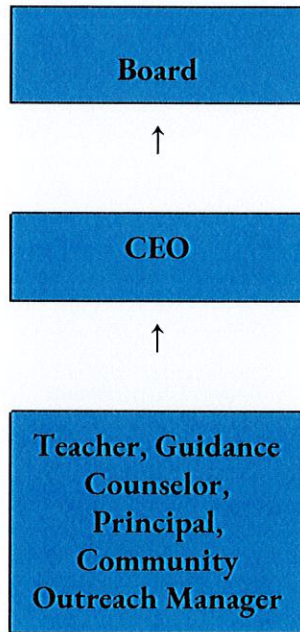 Board
↑
CEO
↑
Teacher, Guidance
Counselor,
Principal,
Community
Outreach Manager